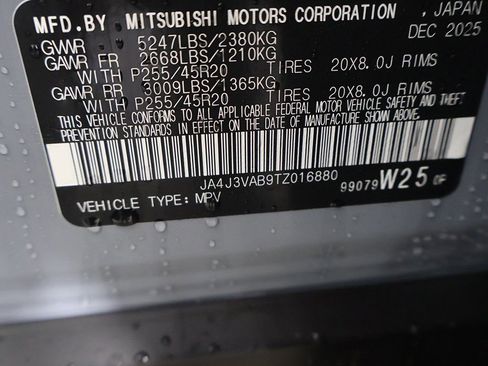 MFD.BY MITSUBISHI MOTORS CORPORATION , JAPAN
GWVR 5247LBS/2380KG DEC 2025
GAWR FR 2668LBS/1210KG TIRES 20X8.0J RIMS
WITH P255/45R20
GAWR RR 3009LBS/1365KG TIRES 20X8.0J RIMS
WITH P255/45R20
THIS VEHICLE CONFORMS TO ALL APPLICABLE FEDERAL MOTOR VEHICLE SAFETY AND THEFT
PREVENTION STANDARDS IN EFFECT ON THE DATE OF MANUFACTURE SHOWN ABOVE.
JA4J3VAB9TZ016880
VEHICLE TYPE: MPV 99079 W25 OF